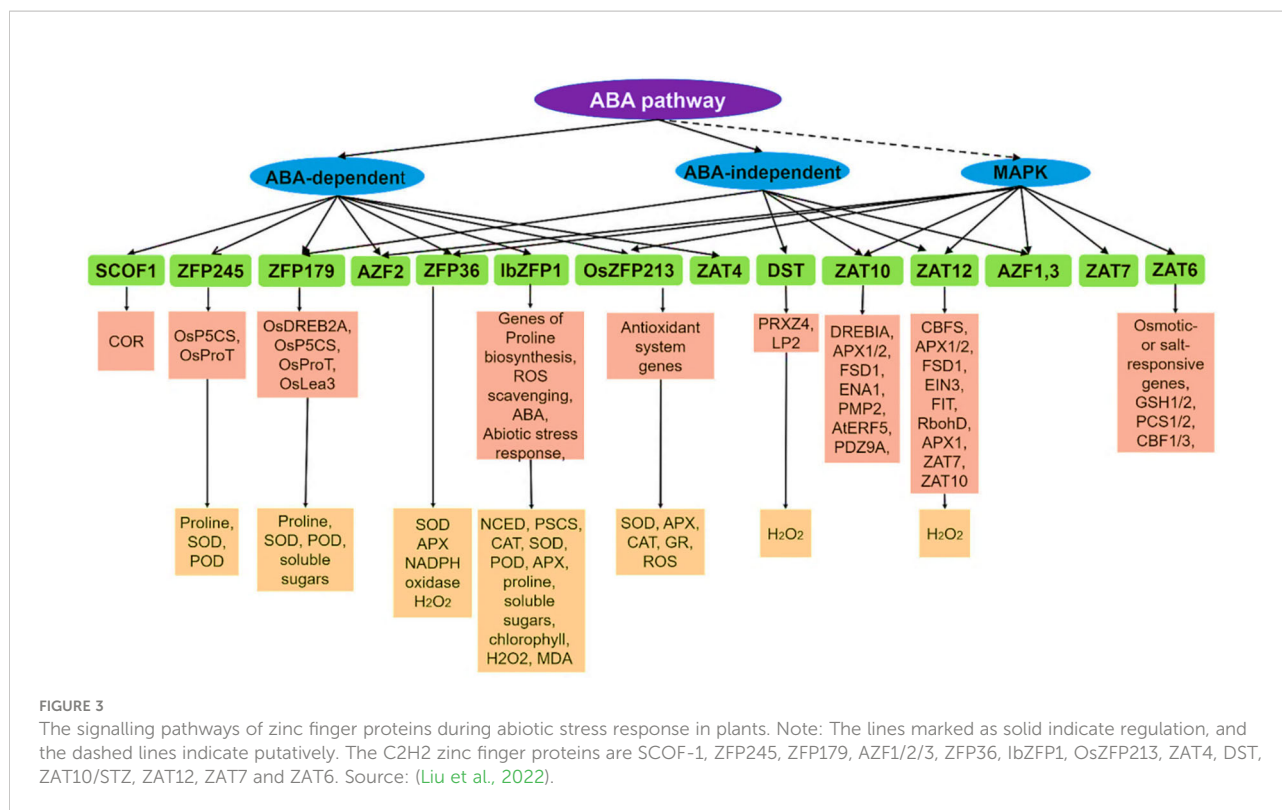 ABA pathway
ABA-dependent
ABA-independent
MAPK
SCOF1
ZFP245
ZFP179
AZF2
ZFP36
IbZFP1
OsZFP213
ZAT4
DST
ZAT10
ZAT12
AZF1,3
ZAT7
ZAT6
COR
OsP5CS,
OsProT
OsDREB2A,
OsP5CS,
OsProT,
OsLea3
Genes of
Proline
biosynthesis,
ROS
scavenging,
ABA,
Abiotic stress
response,
Antioxidant
system
genes
PRXZ4,
LP2
DREBIA,
APX1/2,
FSD1,
ENA1,
PMP2,
AtERF5,
PDZ9A,
CBFS,
APX1/2,
FSD1,
EIN3,
FIT,
RbohD,
APX1,
ZAT7,
ZAT10
Osmotic-
or salt-
responsive
genes,
GSH1/2,
PCS1/2,
CBF1/3,
Proline,
SOD,
POD
Proline,
SOD, POD,
soluble
sugars
SOD
APX
NADPH
oxidase
H₂O₂
NCED, PSCS,
CAT, SOD,
POD, APX,
proline,
soluble
sugars,
chlorophyll,
H2O2, MDA
SOD, APX,
CAT, GR,
ROS
H₂O₂
H₂O₂
FIGURE 3
The signalling pathways of zinc finger proteins during abiotic stress response in plants. Note: The lines marked as solid indicate regulation, and
the dashed lines indicate putatively. The C2H2 zinc finger proteins are SCOF-1, ZFP245, ZFP179, AZF1/2/3, ZFP36, IbZFP1, OsZFP213, ZAT4, DST,
ZAT10/STZ, ZAT12, ZAT7 and ZAT6. Source: (Liu et al., 2022).